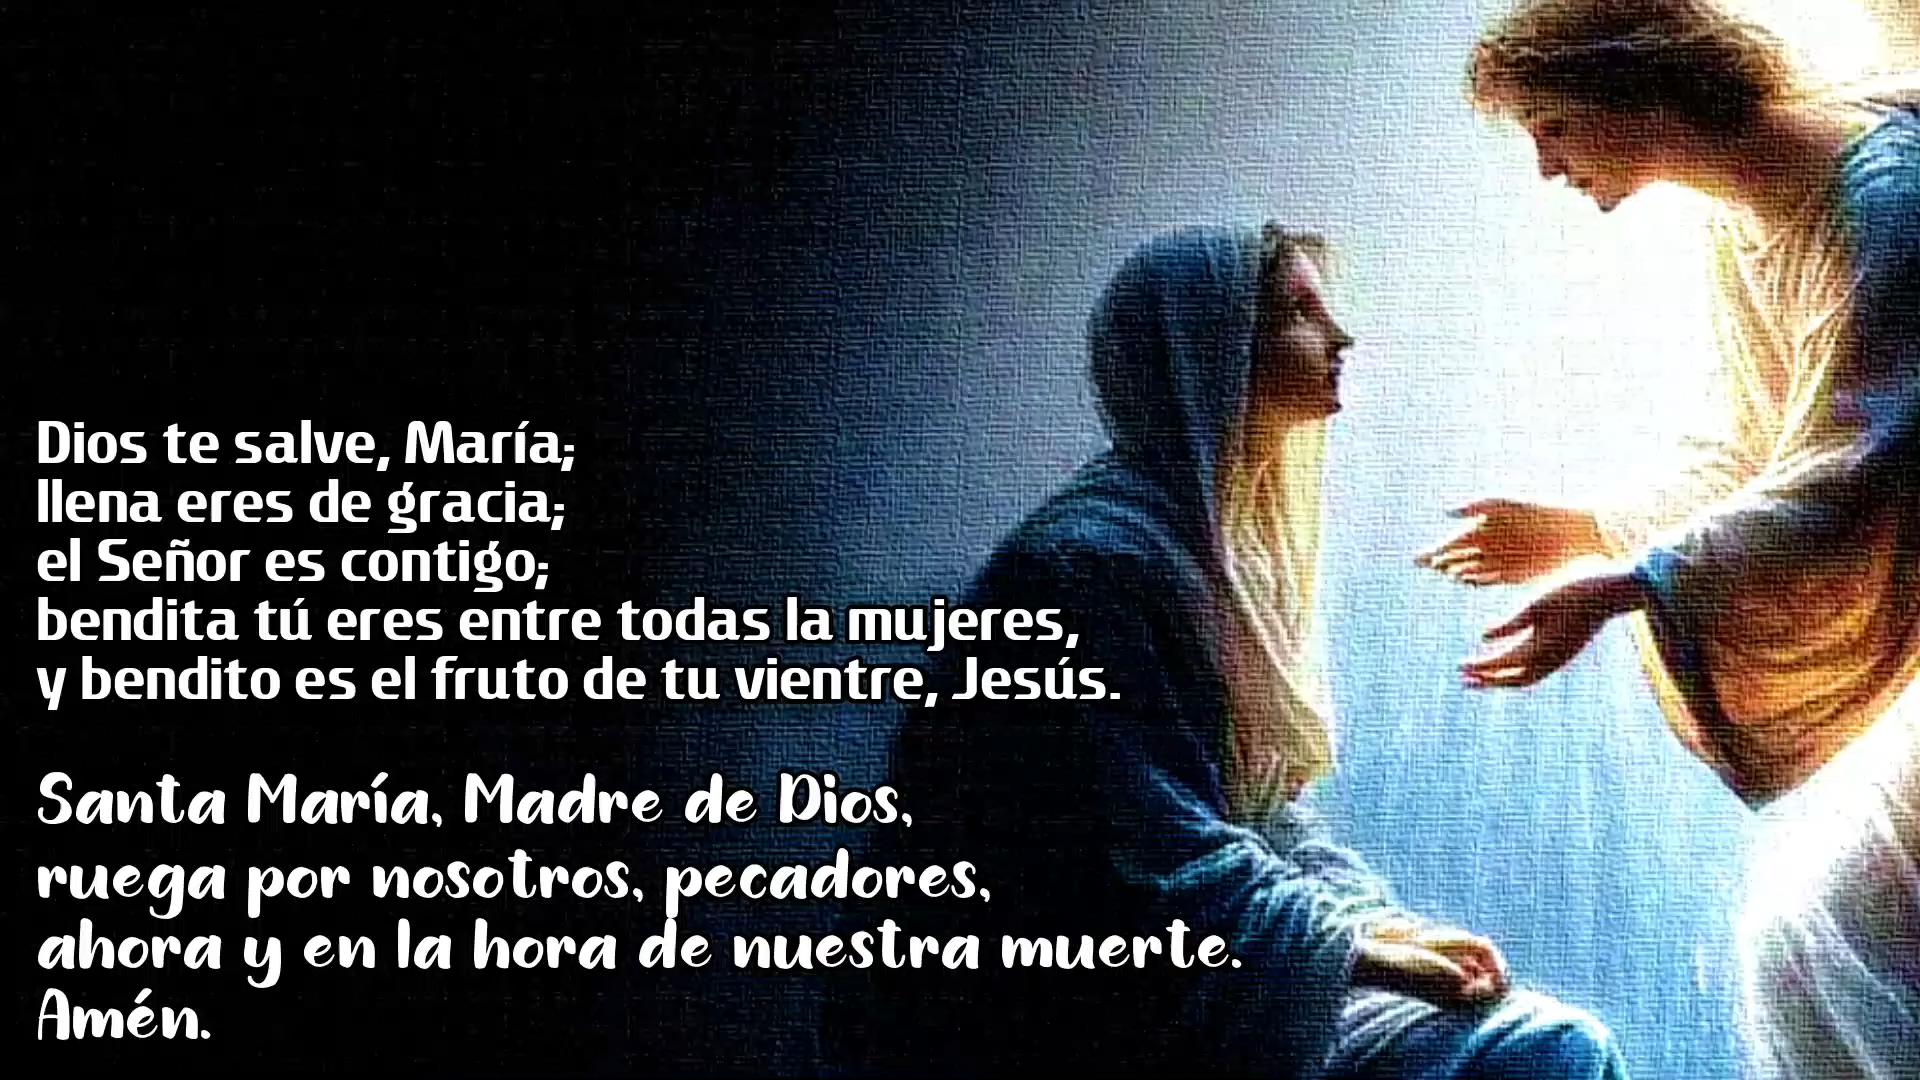 Dios te salve, María;
llena eres de gracia;
el Señor es contigo;
bendita tú eres entre todas la mujeres,
y bendito es el fruto de tu vientre, Jesús.
Santa María, Madre de Dios,
ruega por nosotros, pecadores,
ahora y en la hora de nuestra muerte.
Amén.